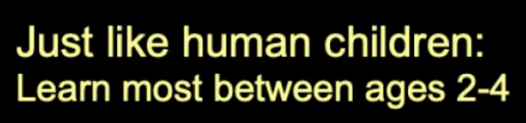 Just like human children:
Learn most between ages 2-4